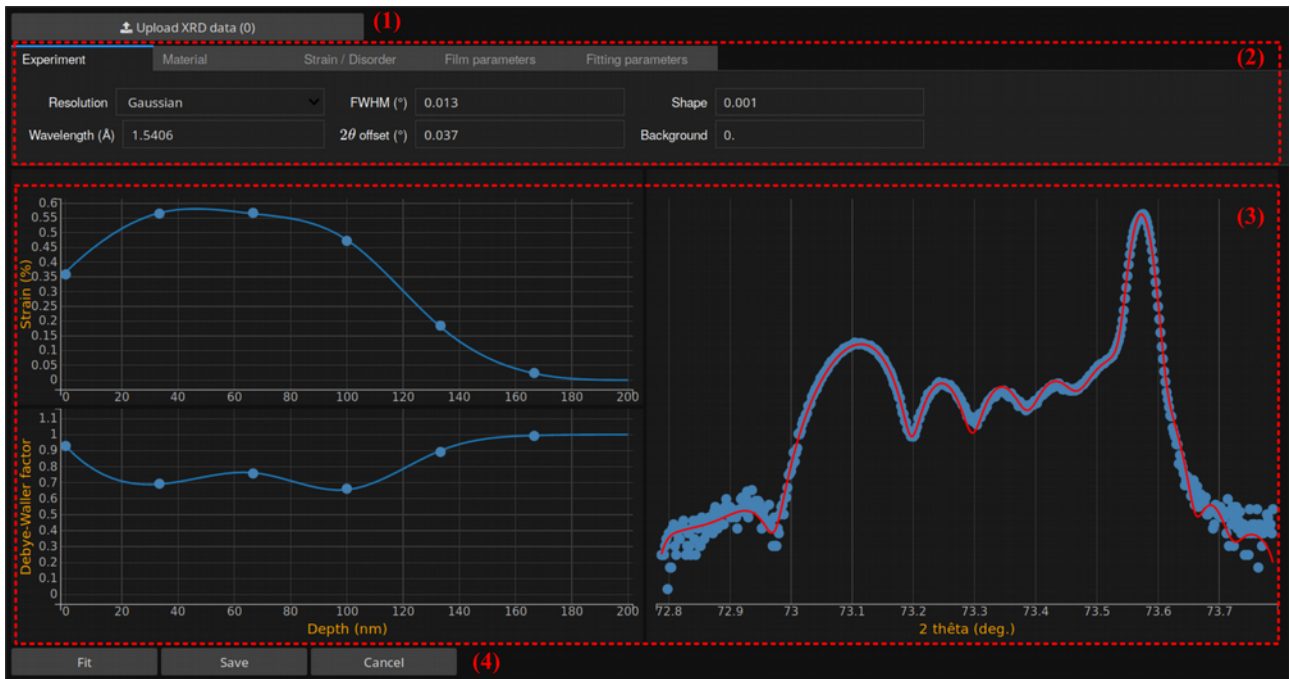 Upload XRD data (0) (1)
Experiment Material Strain / Disorder Film parameters Fitting parameters (2)
Resolution Gaussian FWHM (°) 0.013 Shape 0.001
Wavelength (Å) 1.5406 2θ offset (°) 0.037 Background 0.
(3)
Strain (%)
0.6
0.55
0.5
0.45
0.4
0.35
0.3
0.25
0.2
0.15
0.1
0.05
0
0 20 40 60 80 100 120 140 160 180 200
Debye-Waller factor
1.1
1
0.9
0.8
0.7
0.6
0.5
0.4
0.3
0.2
0.1
0
0 20 40 60 80 100 120 140 160 180 200
Depth (nm)
72.8 72.9 73 73.1 73.2 73.3 73.4 73.5 73.6 73.7
2 thêta (deg.)
Fit Save Cancel (4)